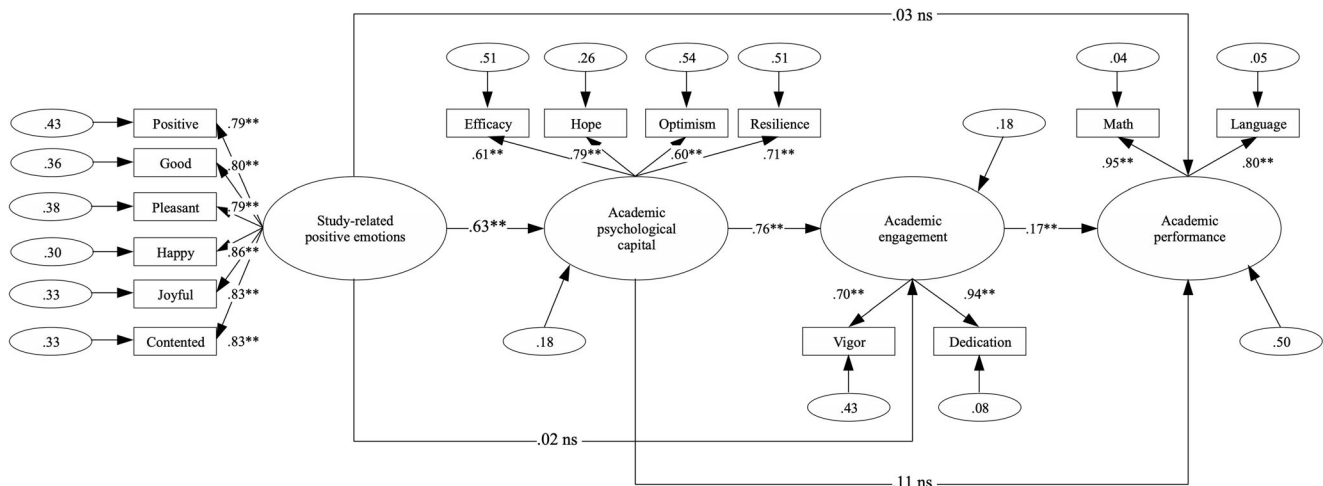 .03 ns
.51
.26
.54
.51
.04
.05
.43
Positive
.79**
Efficacy
Hope
Optimism
Resilience
.18
Math
Language
.36
Good
.80**
.61**
.79**
.60**
.71**
.95**
.80**
.38
Pleasant
.79**
Study-related
positive emotions
.63**
Academic
psychological
capital
.76**
Academic
engagement
.17**
Academic
performance
.30
Happy
.86**
.33
Joyful
.83**
.33
Contented
.83**
.70**
.94**
.18
Vigor
Dedication
.50
.43
.08
.02 ns
.11 ns